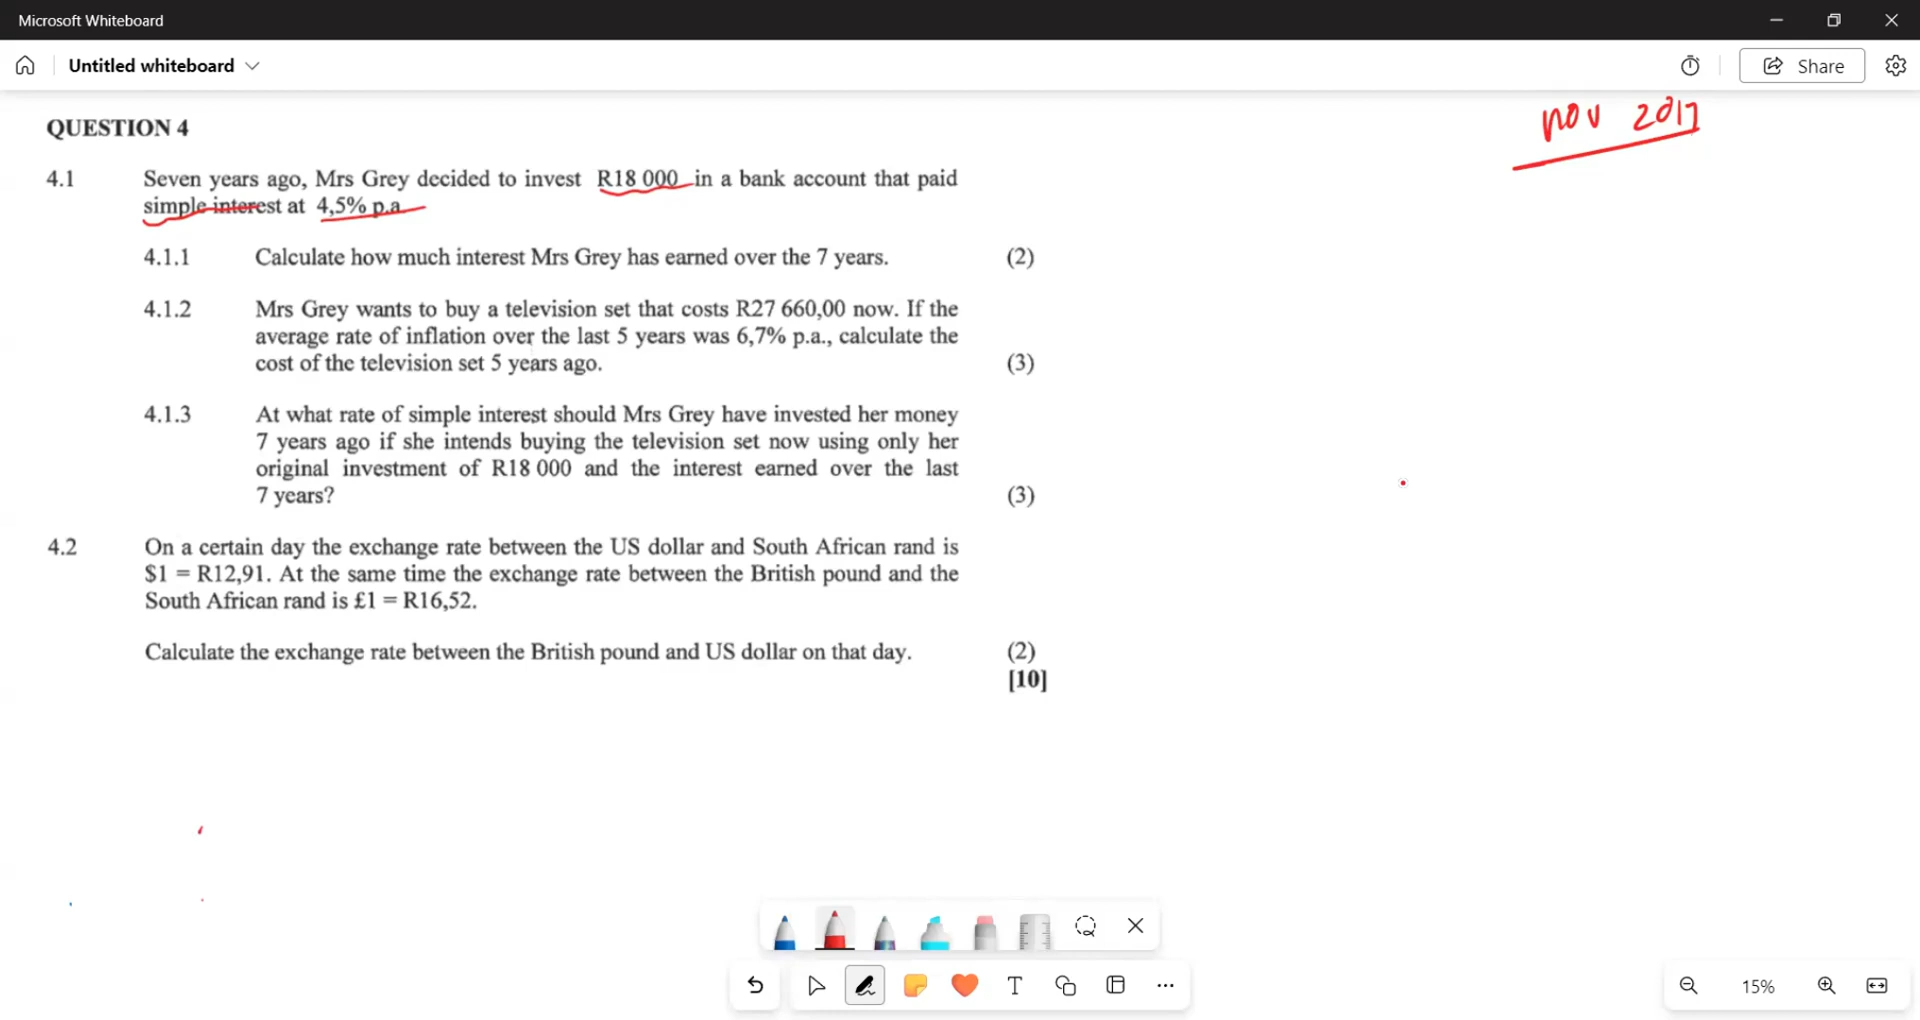 Microsoft Whiteboard
Untitled whiteboard
Share
nov 2017
QUESTION 4
4.1 Seven years ago, Mrs Grey decided to invest R18 000 in a bank account that paid
simple interest at 4,5% p.a.
4.1.1 Calculate how much interest Mrs Grey has earned over the 7 years. (2)
4.1.2 Mrs Grey wants to buy a television set that costs R27 660,00 now. If the
average rate of inflation over the last 5 years was 6,7% p.a., calculate the
cost of the television set 5 years ago. (3)
4.1.3 At what rate of simple interest should Mrs Grey have invested her money
7 years ago if she intends buying the television set now using only her
original investment of R18 000 and the interest earned over the last
7 years? (3)
4.2 On a certain day the exchange rate between the US dollar and South African rand is
$1 = R12,91. At the same time the exchange rate between the British pound and the
South African rand is £1 = R16,52.
Calculate the exchange rate between the British pound and US dollar on that day. (2)
[10]
15%